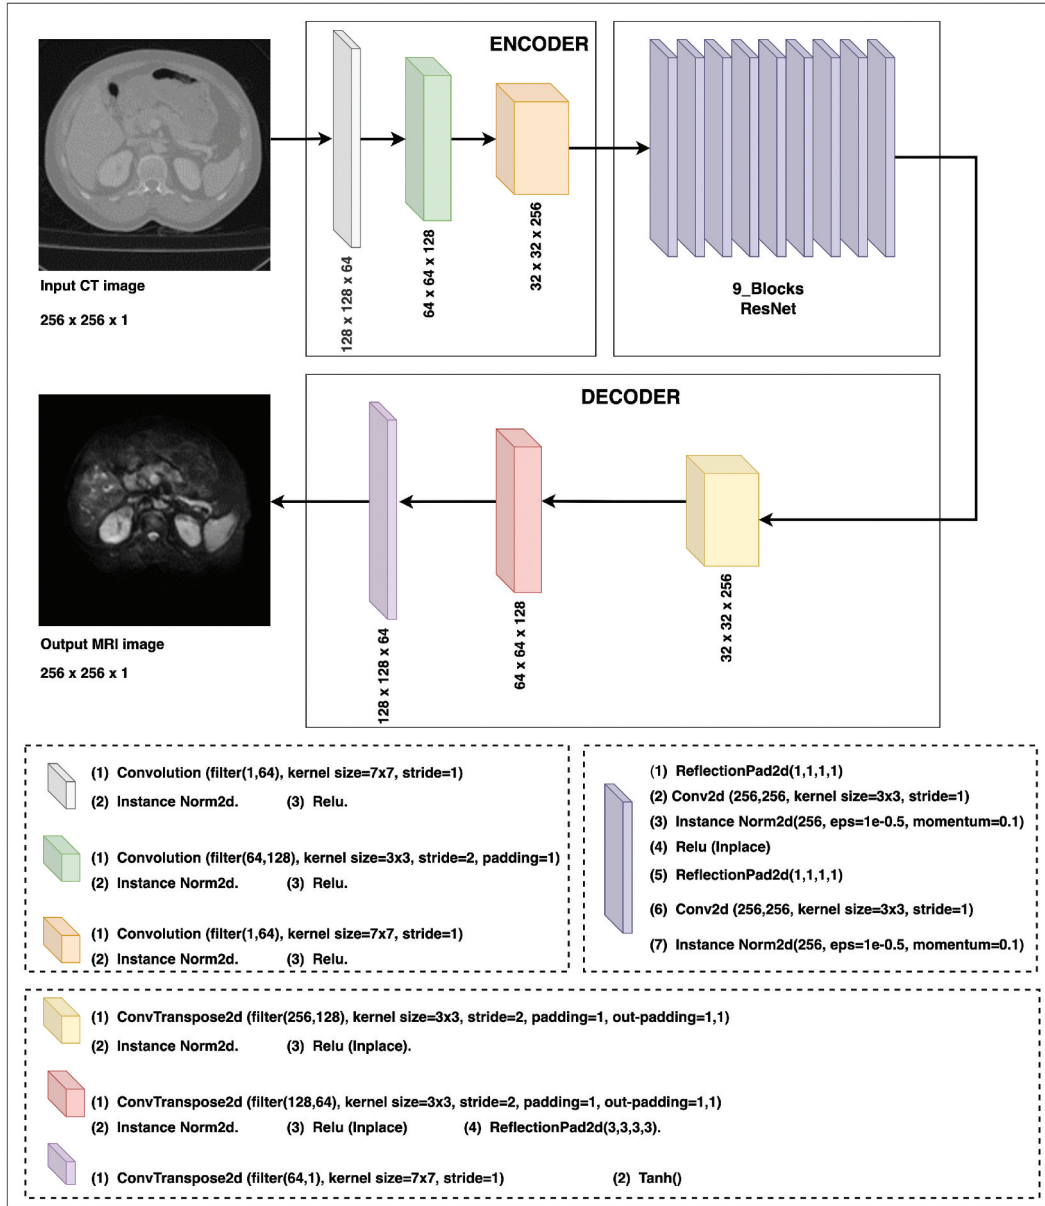 ENCODER
128 x 128 x 64
64 x 64 x 128
32 x 32 x 256
Input CT image
256 x 256 x 1
9_Blocks
ResNet
DECODER
128 x 128 x 64
64 x 64 x 128
32 x 32 x 256
Output MRI image
256 x 256 x 1
(1) Convolution (filter(1,64), kernel size=7x7, stride=1)
(2) Instance Norm2d. (3) Relu.
(1) Convolution (filter(64,128), kernel size=3x3, stride=2, padding=1)
(2) Instance Norm2d. (3) Relu.
(1) Convolution (filter(1,64), kernel size=7x7, stride=1)
(2) Instance Norm2d. (3) Relu.
(1) ReflectionPad2d(1,1,1,1)
(2) Conv2d (256,256, kernel size=3x3, stride=1)
(3) Instance Norm2d(256, eps=1e-0.5, momentum=0.1)
(4) Relu (Inplace)
(5) ReflectionPad2d(1,1,1,1)
(6) Conv2d (256,256, kernel size=3x3, stride=1)
(7) Instance Norm2d(256, eps=1e-0.5, momentum=0.1)
(1) ConvTranspose2d (filter(256,128), kernel size=3x3, stride=2, padding=1, out-padding=1,1)
(2) Instance Norm2d. (3) Relu (Inplace).
(1) ConvTranspose2d (filter(128,64), kernel size=3x3, stride=2, padding=1, out-padding=1,1)
(2) Instance Norm2d. (3) Relu (Inplace) (4) ReflectionPad2d(3,3,3,3).
(1) ConvTranspose2d (filter(64,1), kernel size=7x7, stride=1) (2) Tanh()